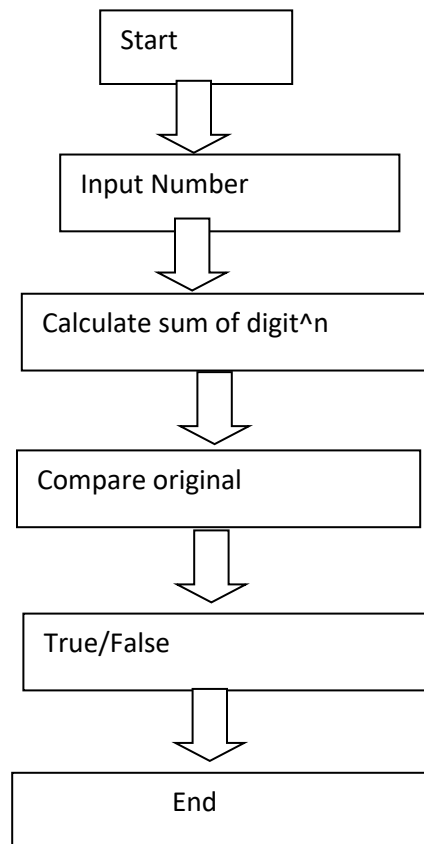 Start
Input Number
Calculate sum of digit^n
Compare original
True/False
End